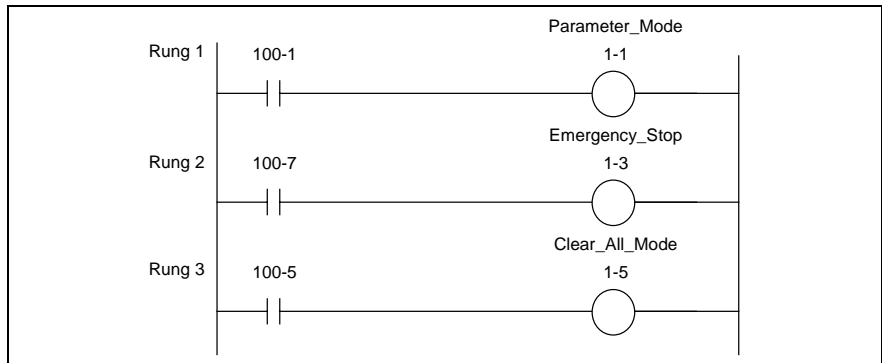 Parameter_Mode
Rung 1 100-1 1-1
Emergency_Stop
Rung 2 100-7 1-3
Clear_All_Mode
Rung 3 100-5 1-5